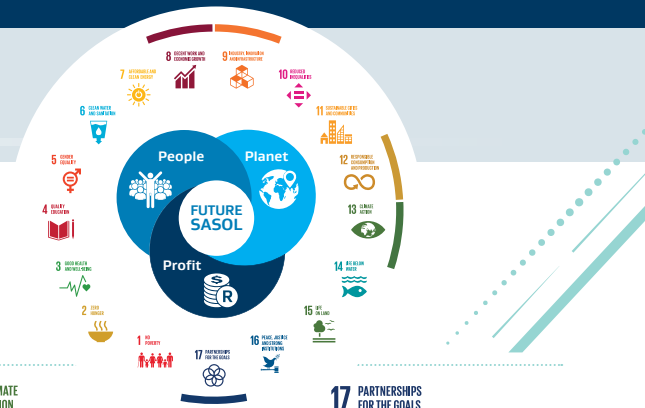 8 DECENT WORK AND
ECONOMIC GROWTH
9 INDUSTRY, INNOVATION
AND INFRASTRUCTURE
7 AFFORDABLE AND
CLEAN ENERGY
10 REDUCED
INEQUALITIES
6 CLEAN WATER
AND SANITATION
11 SUSTAINABLE CITIES
AND COMMUNITIES
5 GENDER
EQUALITY
People
Planet
12 RESPONSIBLE
CONSUMPTION
AND PRODUCTION
4 QUALITY
EDUCATION
FUTURE
SASOL
13 CLIMATE
ACTION
3 GOOD HEALTH
AND WELL-BEING
Profit
R
14 LIFE BELOW
WATER
2 ZERO
HUNGER
15 LIFE
ON LAND
1 NO
POVERTY
17 PARTNERSHIPS
FOR THE GOALS
16 PEACE, JUSTICE
AND STRONG
INSTITUTIONS
MATE
ION
17 PARTNERSHIPS
FOR THE GOALS